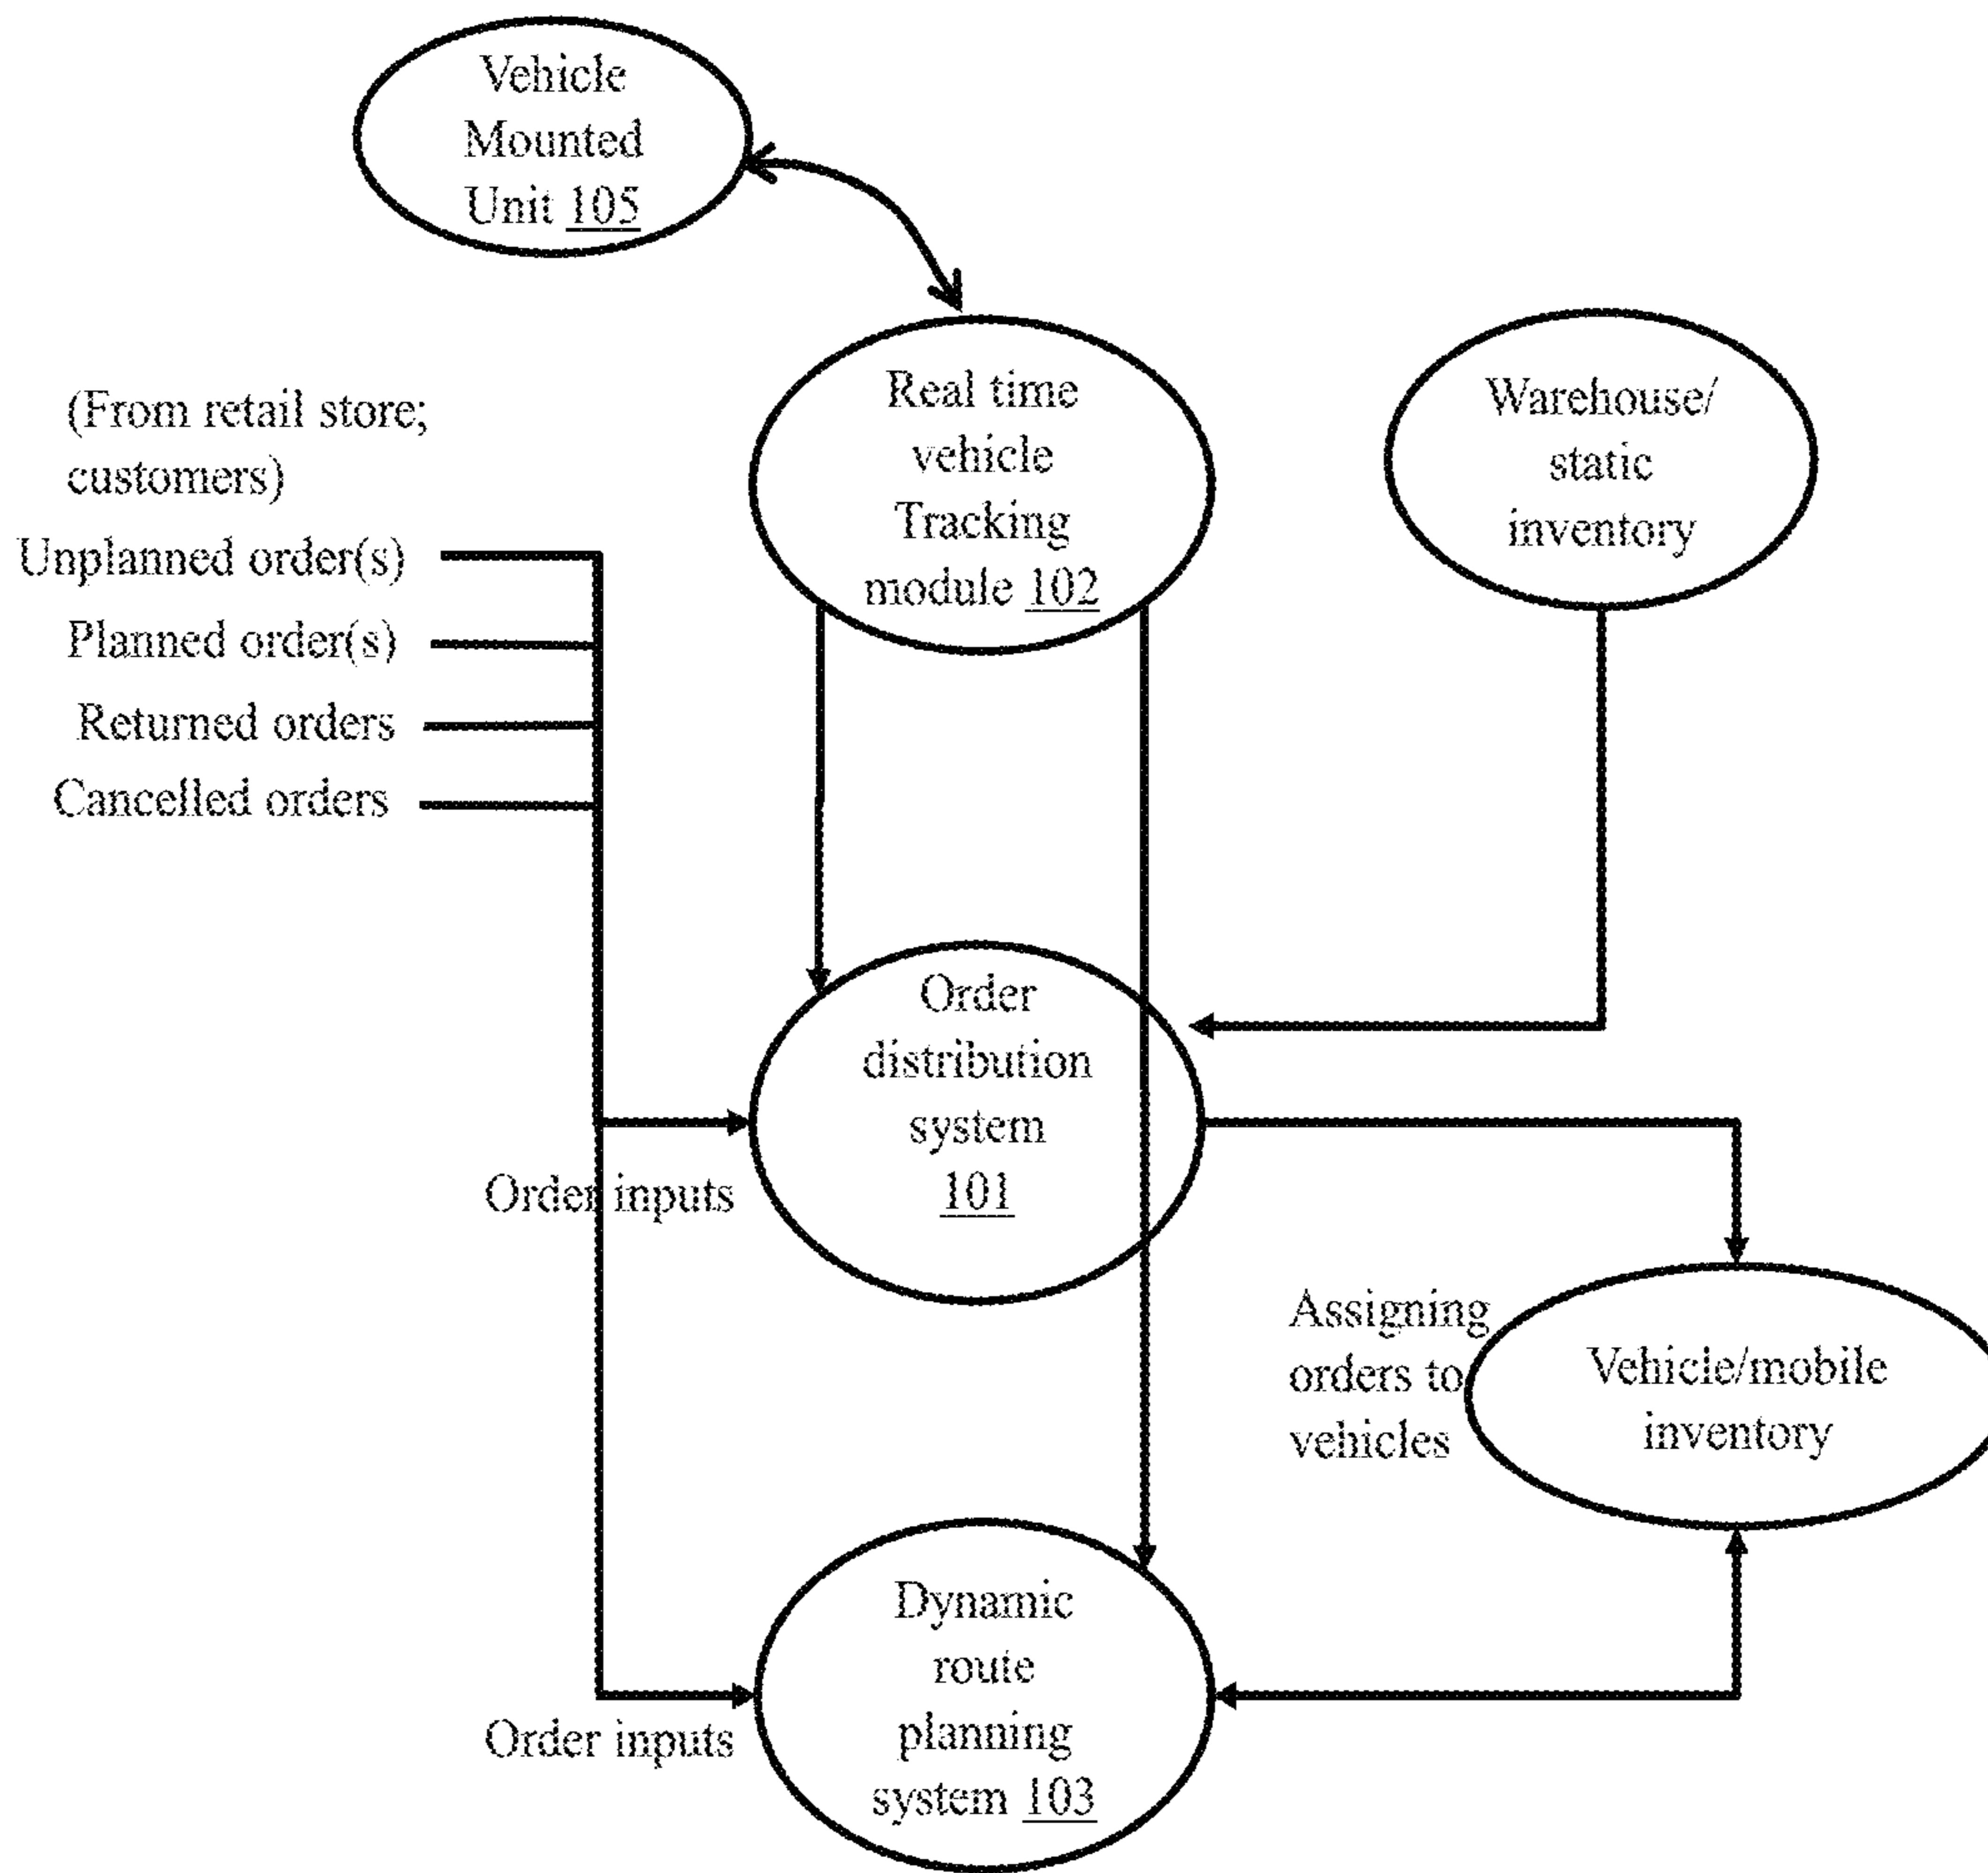 Vehicle
Mounted
Unit 105
(From retail store;
customers)
Unplanned order(s)
Planned order(s)
Returned orders
Cancelled orders
Real time
vehicle
Tracking
module 102
Warehouse/
static
inventory
Order
distribution
system
101
Order inputs
Assigning
orders to
vehicles
Vehicle/mobile
inventory
Dynamic
route
planning
system 103
Order inputs